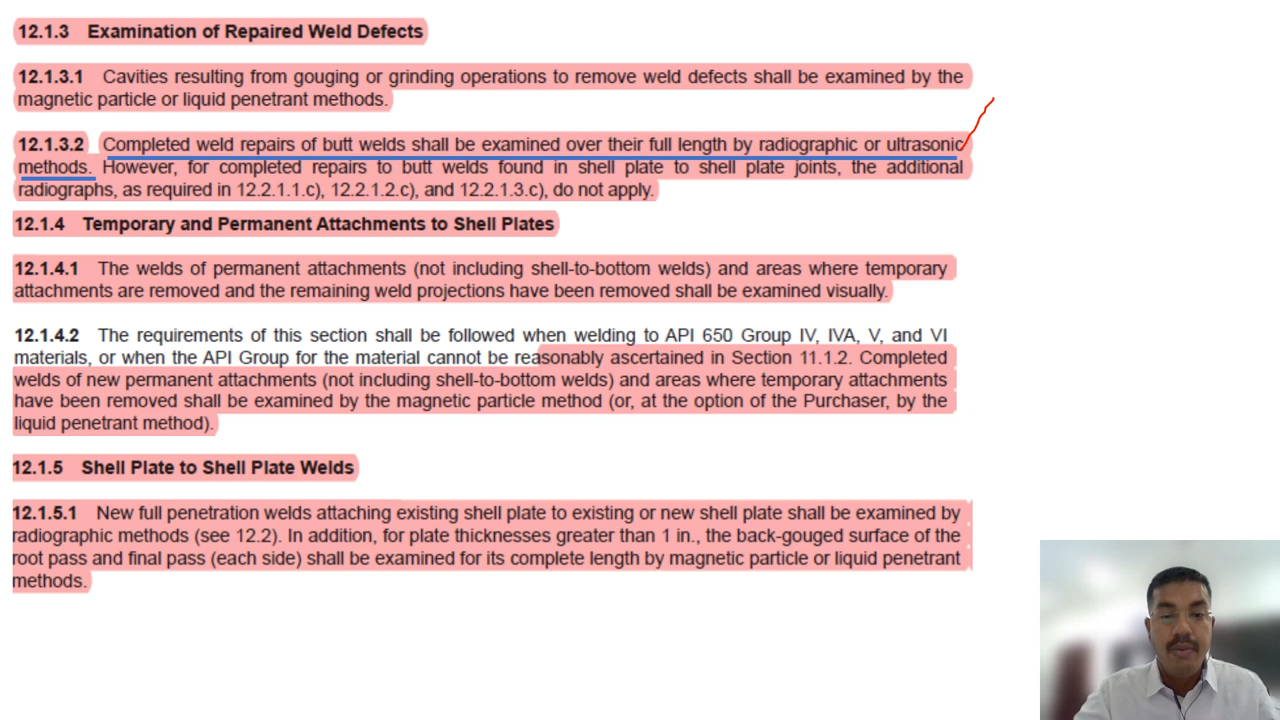 12.1.3 Examination of Repaired Weld Defects
12.1.3.1 Cavities resulting from gouging or grinding operations to remove weld defects shall be examined by the
magnetic particle or liquid penetrant methods.
12.1.3.2 Completed weld repairs of butt welds shall be examined over their full length by radiographic or ultrasonic
methods. However, for completed repairs to butt welds found in shell plate to shell plate joints, the additional
radiographs, as required in 12.2.1.1.c), 12.2.1.2.c), and 12.2.1.3.c), do not apply.
12.1.4 Temporary and Permanent Attachments to Shell Plates
12.1.4.1 The welds of permanent attachments (not including shell-to-bottom welds) and areas where temporary
attachments are removed and the remaining weld projections have been removed shall be examined visually.
12.1.4.2 The requirements of this section shall be followed when welding to API 650 Group IV, IVA, V, and VI
materials, or when the API Group for the material cannot be reasonably ascertained in Section 11.1.2. Completed
welds of new permanent attachments (not including shell-to-bottom welds) and areas where temporary attachments
have been removed shall be examined by the magnetic particle method (or, at the option of the Purchaser, by the
liquid penetrant method).
12.1.5 Shell Plate to Shell Plate Welds
12.1.5.1 New full penetration welds attaching existing shell plate to existing or new shell plate shall be examined by
radiographic methods (see 12.2). In addition, for plate thicknesses greater than 1 in., the back-gouged surface of the
root pass and final pass (each side) shall be examined for its complete length by magnetic particle or liquid penetrant
methods.